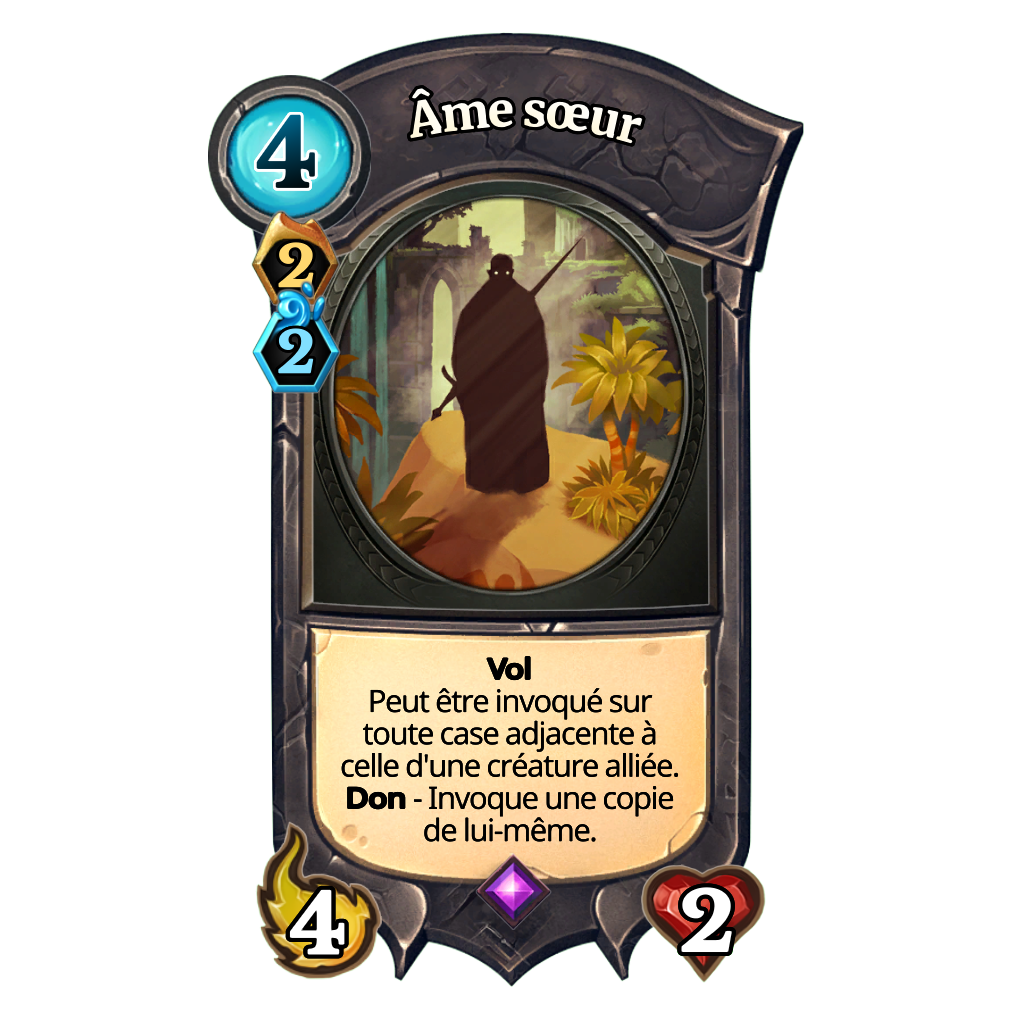 Âme sœur
4
2
2
Vol
Peut être invoqué sur
toute case adjacente à
celle d'une créature alliée.
Don - Invoque une copie
de lui-même.
4
2